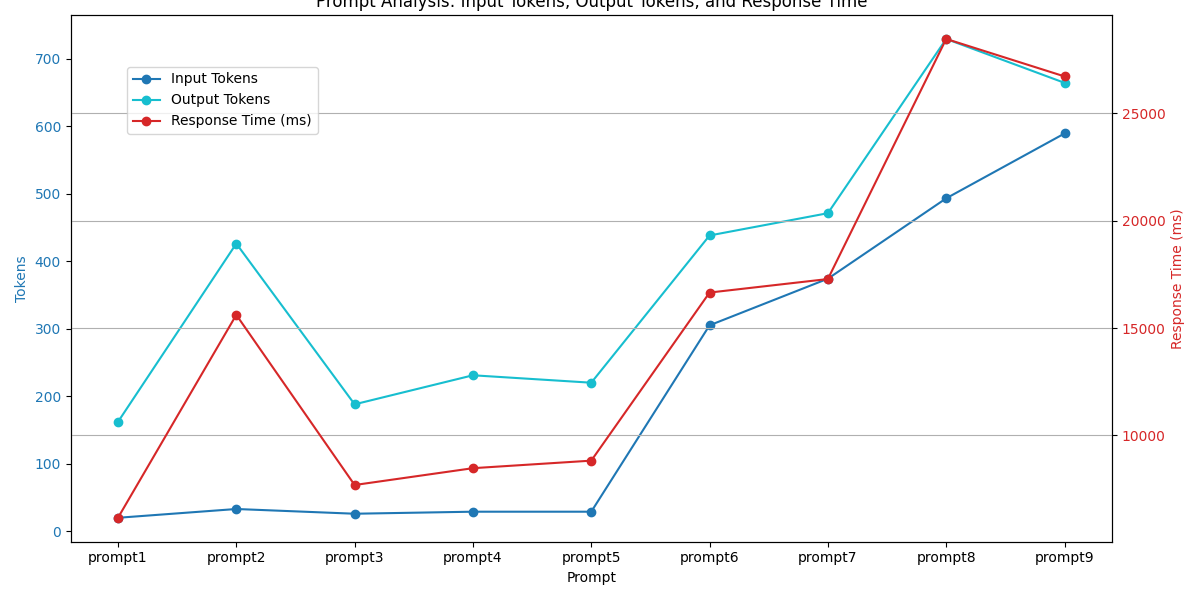 Prompt Analysis: Input Tokens, Output Tokens, and Response Time
Input Tokens
Output Tokens
Response Time (ms)
700
600
500
400
300
200
100
0
Tokens
25000
20000
15000
10000
Response Time (ms)
prompt1 prompt2 prompt3 prompt4 prompt5 prompt6 prompt7 prompt8 prompt9
Prompt